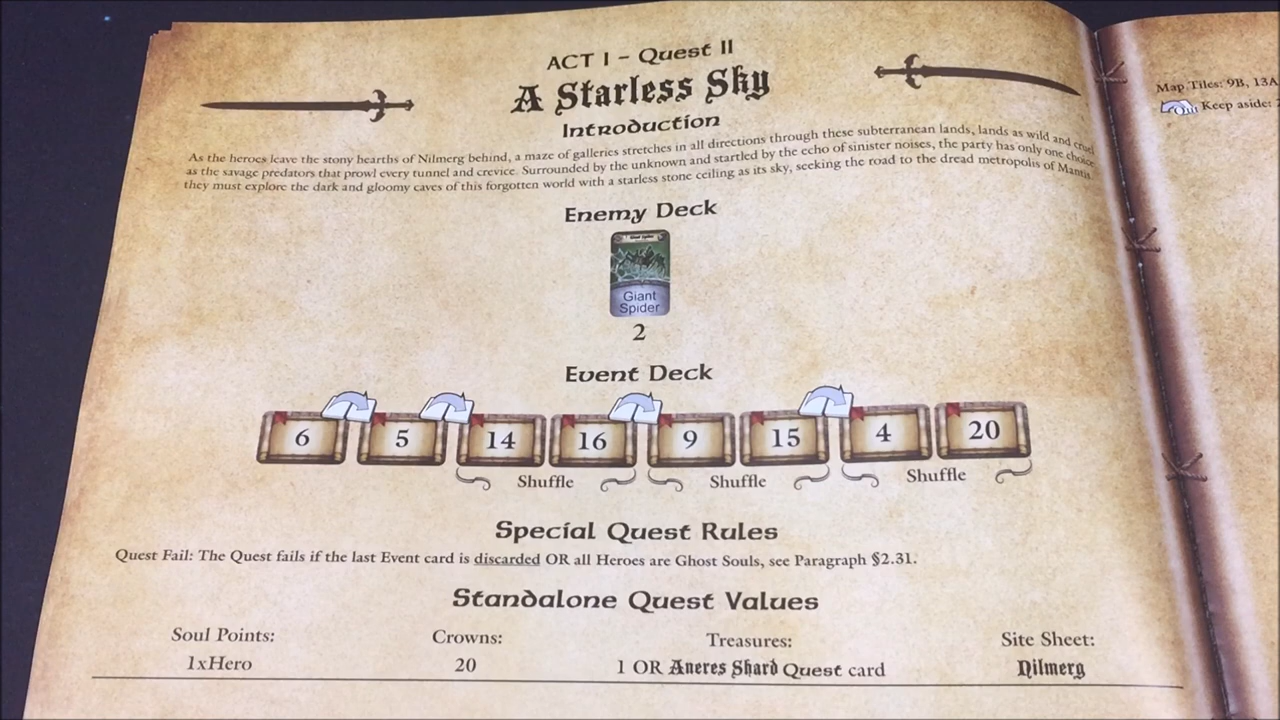 ACT I - Quest II
A Starless Sky
Introduction
As the heroes leave the stony hearths of Nilmerg behind, a maze of galleries stretches in all directions through these subterranean lands, lands as wild and cruel
as the savage predators that prowl every tunnel and crevice. Surrounded by the unknown and startled by the echo of sinister noises, the party has only one choice:
they must explore the dark and gloomy caves of this forgotten world with a starless stone ceiling as its sky, seeking the road to the dread metropolis of Mantis.
Enemy Deck
Giant
Spider
2
Event Deck
6 5 14 16 9 15 4 20
Shuffle Shuffle Shuffle
Special Quest Rules
Quest Fail: The Quest fails if the last Event card is discarded OR all Heroes are Ghost Souls, see Paragraph §2.31.
Standalone Quest Values
Soul Points: Crowns: Treasures: Site Sheet:
1xHero 20 1 OR Aneres Shard Quest card Nilmerg
Map Tiles: 9B, 13A
Keep aside: